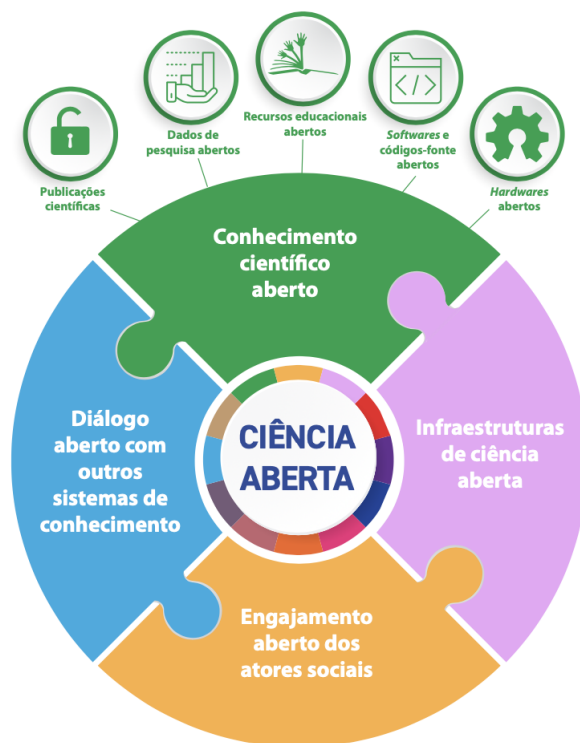 Publicações
científicas
Dados de
pesquisa abertos
Recursos educacionais
abertos
</>
Softwares e
códigos-fonte
abertos
Hardwares
abertos
Conhecimento
científico
aberto
Diálogo
aberto com
outros
sistemas de
conhecimento
CIÊNCIA
ABERTA
Infraestruturas
de ciência
aberta
Engajamento
aberto dos
atores sociais